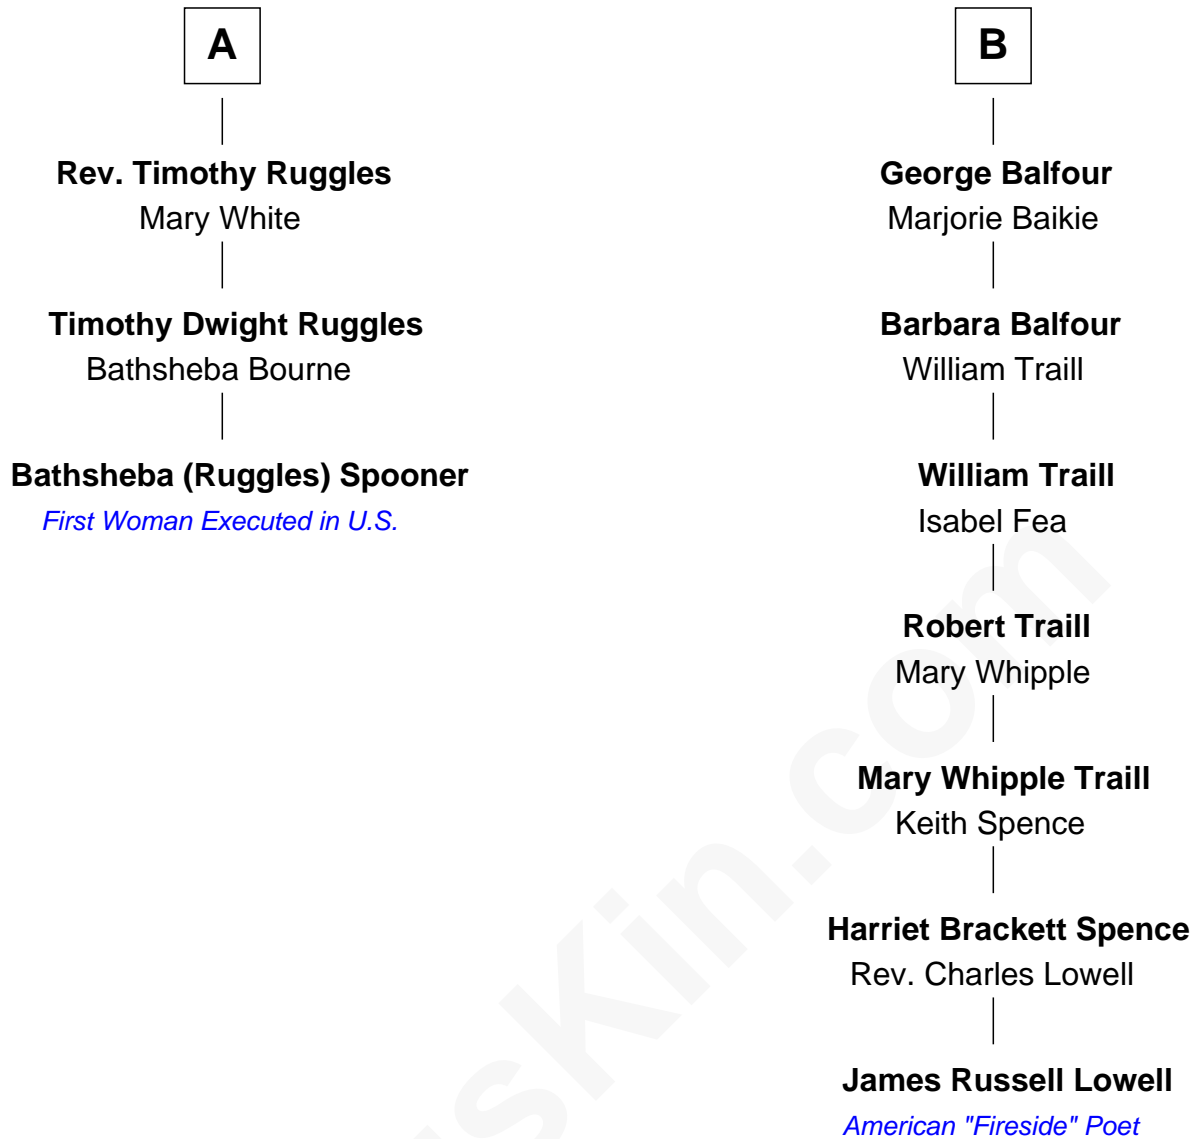 A
Rev. Timothy Ruggles
Mary White
Timothy Dwight Ruggles
Bathsheba Bourne
Bathsheba (Ruggles) Spooner
First Woman Executed in U.S.
B
George Balfour
Marjorie Baikie
Barbara Balfour
William Traill
William Traill
Isabel Fea
Robert Traill
Mary Whipple
Mary Whipple Traill
Keith Spence
Harriet Brackett Spence
Rev. Charles Lowell
James Russell Lowell
American "Fireside" Poet
sKin.com